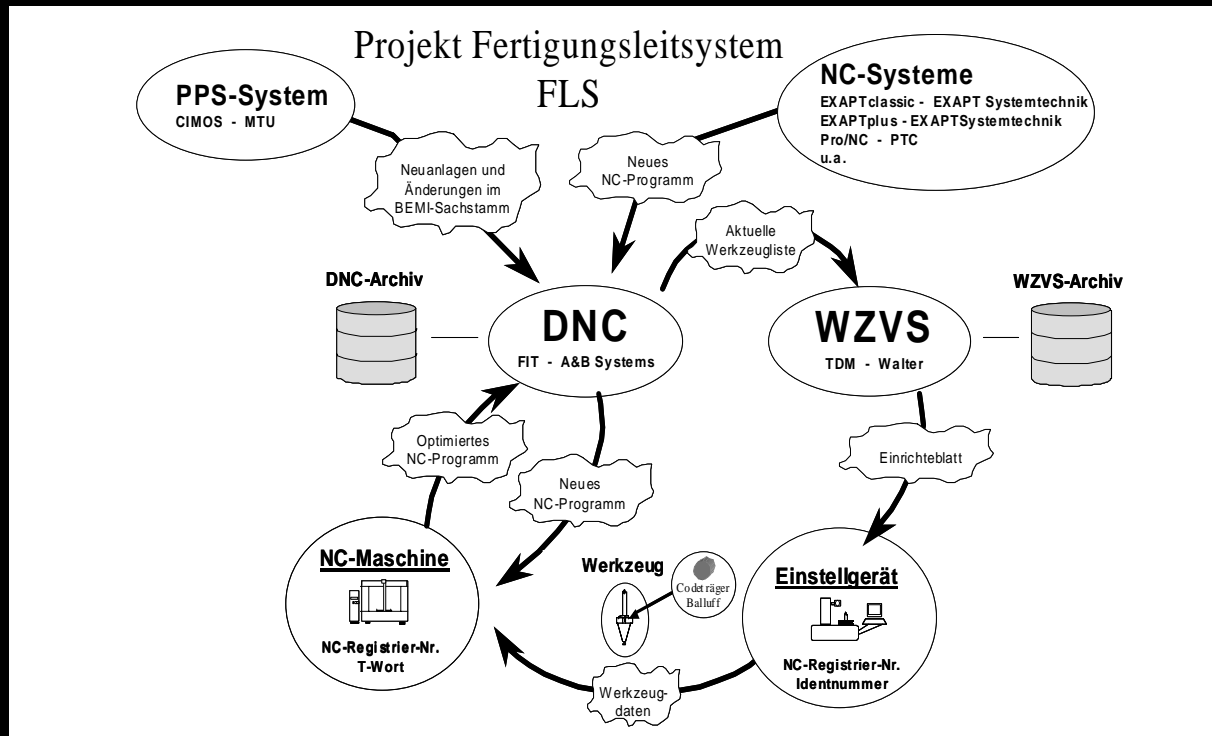 Projekt Fertigungsleitsystem
FLS
PPS-System
CIMOS - MTU
NC-Systeme
EXAPTclassic - EXAPT Systemtechnik
EXAPTplus - EXAPTSystemtechnik
Pro/NC - PTC
u.a.
Neuanlagen und
Änderungen im
BEMI-Sachstamm
Neues
NC-Programm
Aktuelle
Werkzeugliste
DNC-Archiv
WZVS-Archiv
DNC
FIT - A&B Systems
WZVS
TDM - Walter
Optimiertes
NC-Programm
Neues
NC-Programm
Einrichteblatt
NC-Maschine
NC-Registrier-Nr.
T-Wort
Werkzeug
Codeträger
Balluff
Einstellgerät
NC-Registrier-Nr.
Identnummer
Werkzeug-
daten